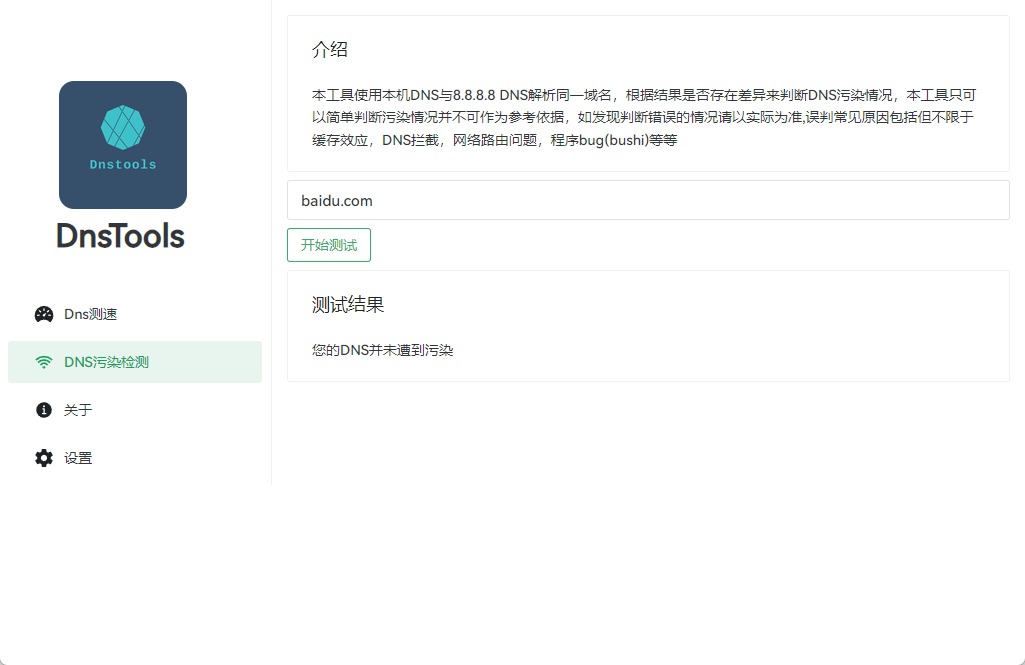 Dnstools
DnsTools
Dns测速
DNS污染检测
关于
设置
介绍
本工具使用本机DNS与8.8.8.8 DNS解析同一域名，根据结果是否存在差异来判断DNS污染情况，本工具只可
以简单判断污染情况并不可作为参考依据，如发现判断错误的情况请以实际为准,误判常见原因包括但不限于
缓存效应，DNS拦截，网络路由问题，程序bug(bushi)等等
baidu.com
开始测试
测试结果
您的DNS并未遭到污染